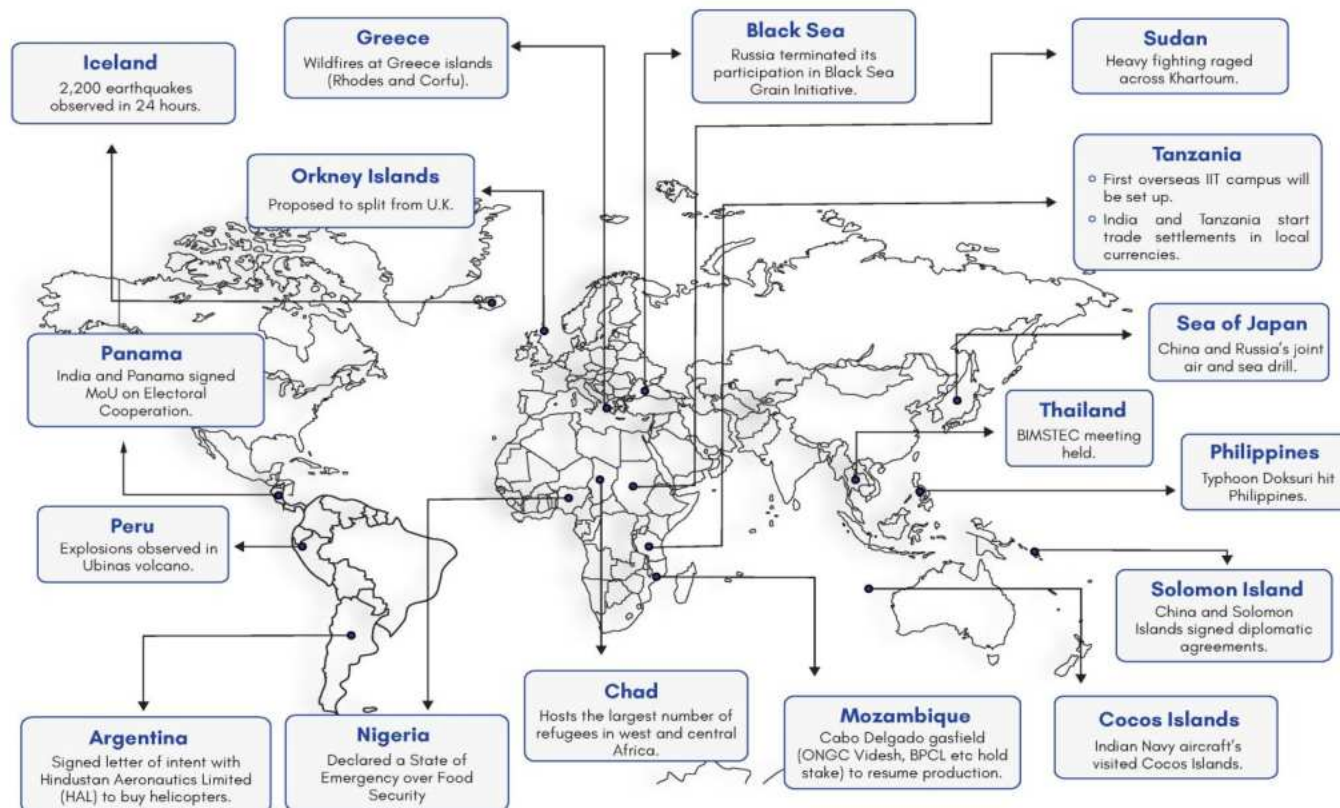 Iceland
2,200 earthquakes
observed in 24 hours.
Greece
Wildfires at Greece islands
(Rhodes and Corfu).
Black Sea
Russia terminated its
participation in Black Sea
Grain Initiative.
Sudan
Heavy fighting raged
across Khartoum.
Orkney Islands
Proposed to split from U.K.
Tanzania
First overseas IIT campus will
be set up.
India and Tanzania start
trade settlements in local
currencies.
Panama
India and Panama signed
MoU on Electoral
Cooperation.
Sea of Japan
China and Russia's joint
air and sea drill.
Thailand
BIMSTEC meeting
held.
Philippines
Typhoon Doksuri hit
Philippines.
Peru
Explosions observed in
Ubinas volcano.
Solomon Island
China and Solomon
Islands signed diplomatic
agreements.
Argentina
Signed letter of intent with
Hindustan Aeronautics Limited
(HAL) to buy helicopters.
Nigeria
Declared a State of
Emergency over Food
Security
Chad
Hosts the largest number of
refugees in west and central
Africa.
Mozambique
Cabo Delgado gasfield
(ONGC Videsh, BPCL etc hold
stake) to resume production.
Cocos Islands
Indian Navy aircraft's
visited Cocos Islands.